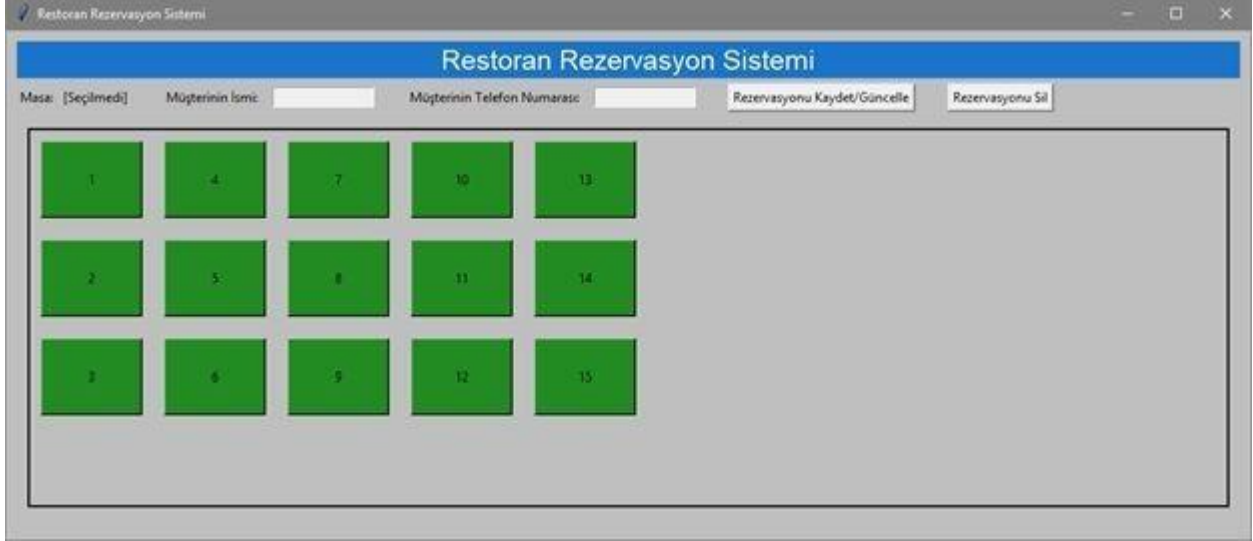 Restoran Rezervasyon Sistemi
Restoran Rezervasyon Sistemi
Masa: [Seçilmedi] Müşterinin İsmi: Müşterinin Telefon Numarası: Rezervasyonu Kaydet/Güncelle Rezervasyonu Sil
1 4 7 10 13
2 5 8 11 14
3 6 9 12 15